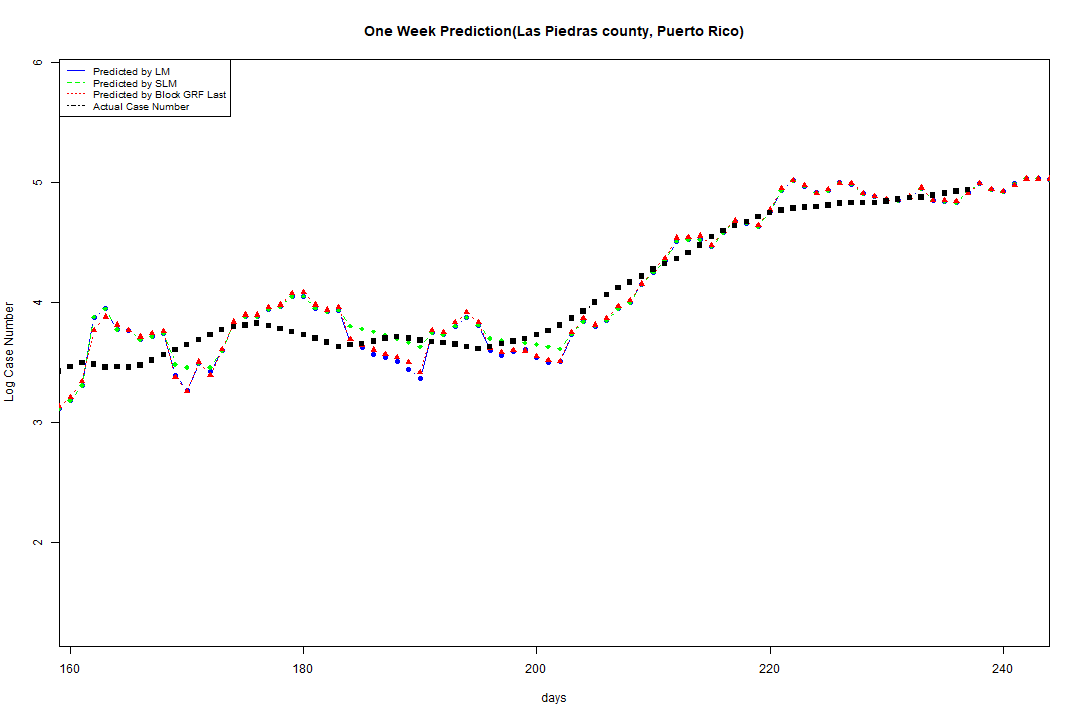 One Week Prediction(Las Piedras county, Puerto Rico)
Predicted by LM
Predicted by SLM
Predicted by Block GRF Last
Actual Case Number
6
5
4
3
2
Log Case Number
160 180 200 220 240
days